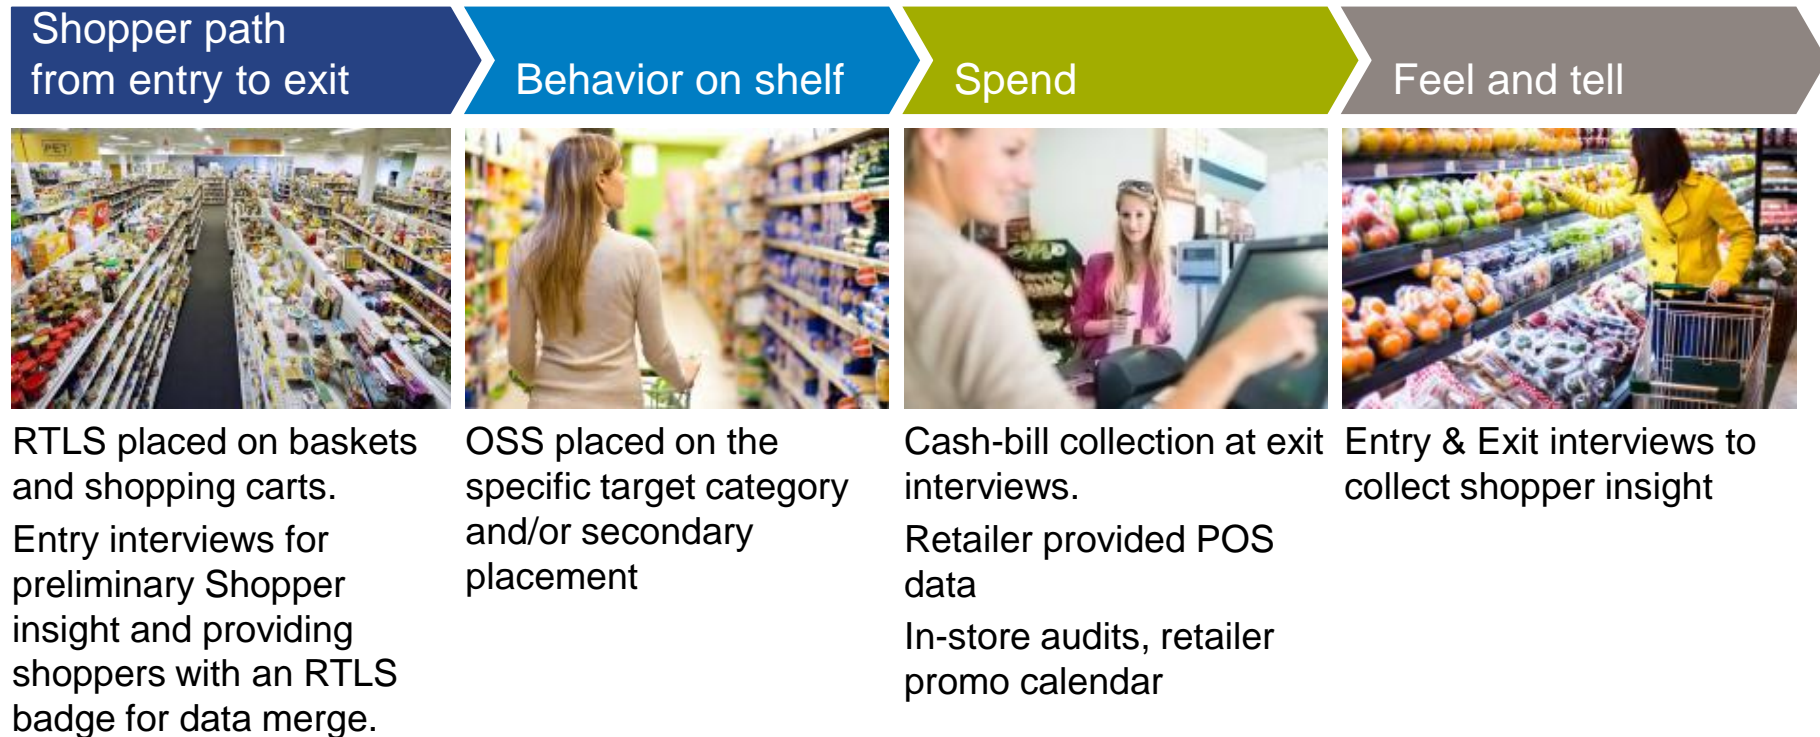 Shopper path
from entry to exit
Behavior on shelf
Spend
Feel and tell
PET
RTLS placed on baskets
and shopping carts.
Entry interviews for
preliminary Shopper
insight and providing
shoppers with an RTLS
badge for data merge.
OSS placed on the
specific target category
and/or secondary
placement
Cash-bill collection at exit
interviews.
Retailer provided POS
data
In-store audits, retailer
promo calendar
Entry & Exit interviews to
collect shopper insight